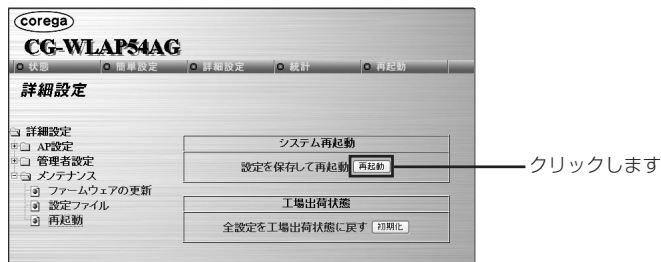 corega
CG-WLAP54AG
状態 簡単設定 詳細設定 統計 再起動
詳細設定
詳細設定
AP設定
管理者設定
メンテナンス
ファームウェアの更新
設定ファイル
再起動
システム再起動
設定を保存して再起動 再起動
クリックします
工場出荷状態
全設定を工場出荷状態に戻す 初期化